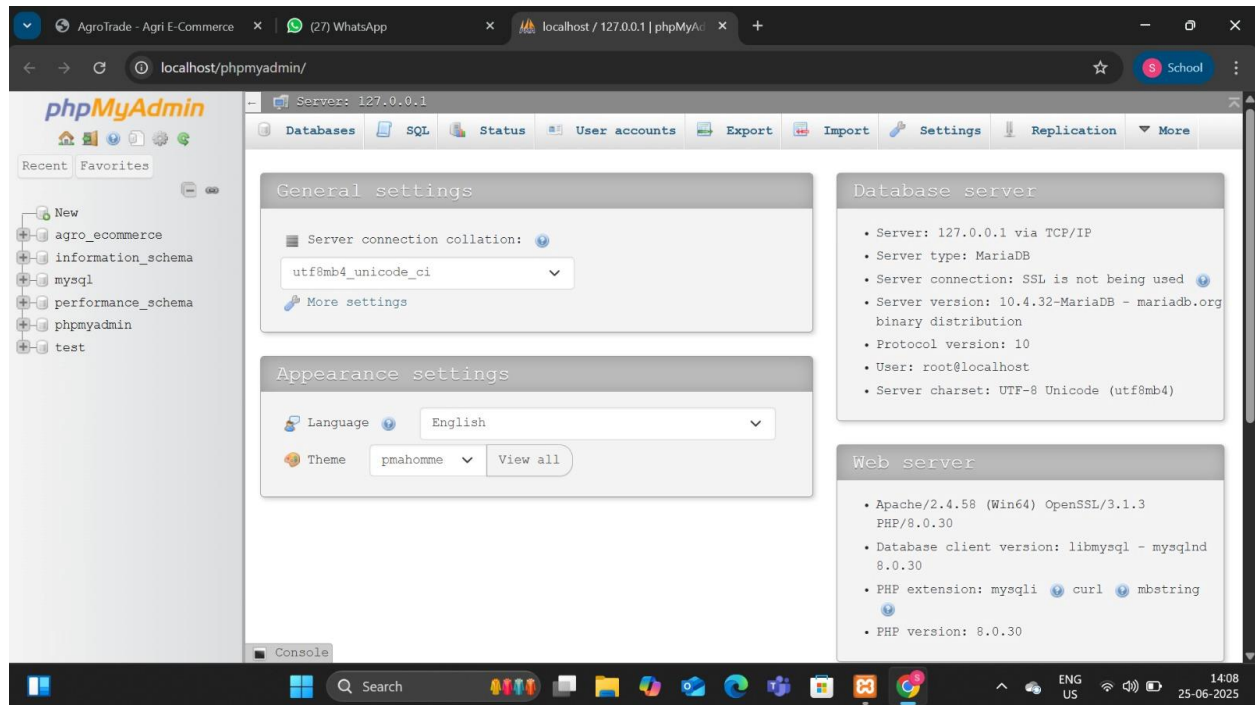 AgroTrade - Agri E-Commerce
(27) WhatsApp
localhost / 127.0.0.1 | phpMyAd
localhost/phpmyadmin/
S School
phpMyAdmin
Recent Favorites
New
agro_ecommerce
information_schema
mysql
performance_schema
phpmyadmin
test
Server: 127.0.0.1
Databases SQL Status User accounts Export Import Settings Replication More
General settings
Server connection collation:
utf8mb4_unicode_ci
More settings
Appearance settings
Language English
Theme pmahomme View all
Database server
• Server: 127.0.0.1 via TCP/IP
• Server type: MariaDB
• Server connection: SSL is not being used
• Server version: 10.4.32-MariaDB - mariadb.org
binary distribution
• Protocol version: 10
• User: root@localhost
• Server charset: UTF-8 Unicode (utf8mb4)
Web server
• Apache/2.4.58 (Win64) OpenSSL/3.1.3
PHP/8.0.30
• Database client version: libmysql - mysqlnd
8.0.30
• PHP extension: mysqli curl mbstring
• PHP version: 8.0.30
Console
Search
ENG
US
14:08
25-06-2025